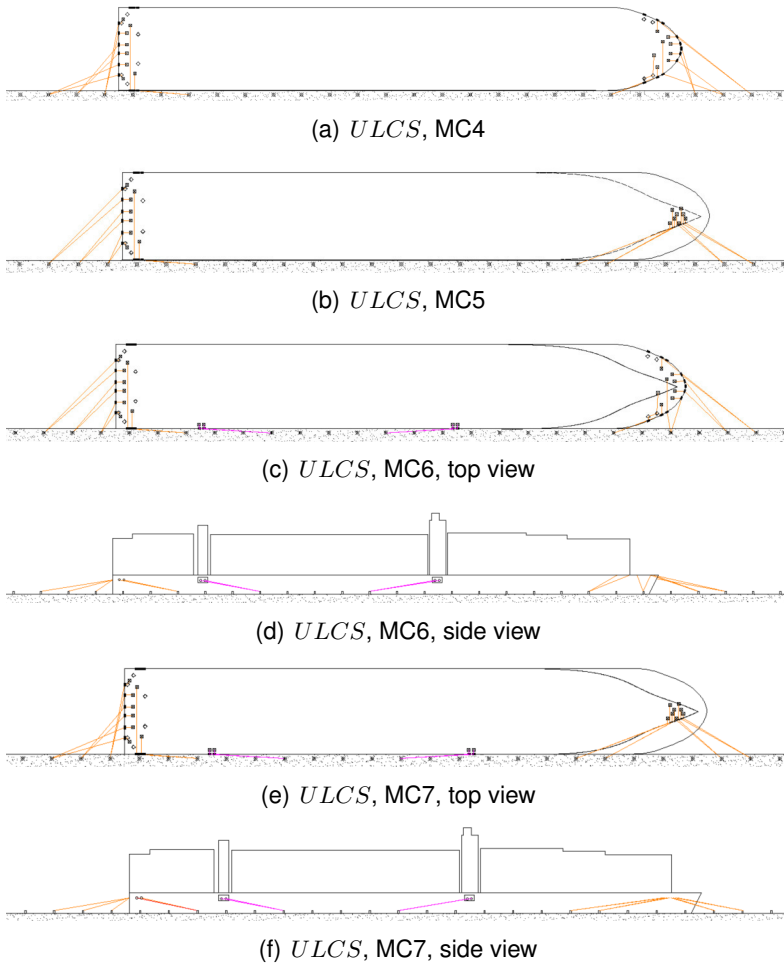 (a) ULCS, MC4
(b) ULCS, MC5
(c) ULCS, MC6, top view
(d) ULCS, MC6, side view
(e) ULCS, MC7, top view
(f) ULCS, MC7, side view